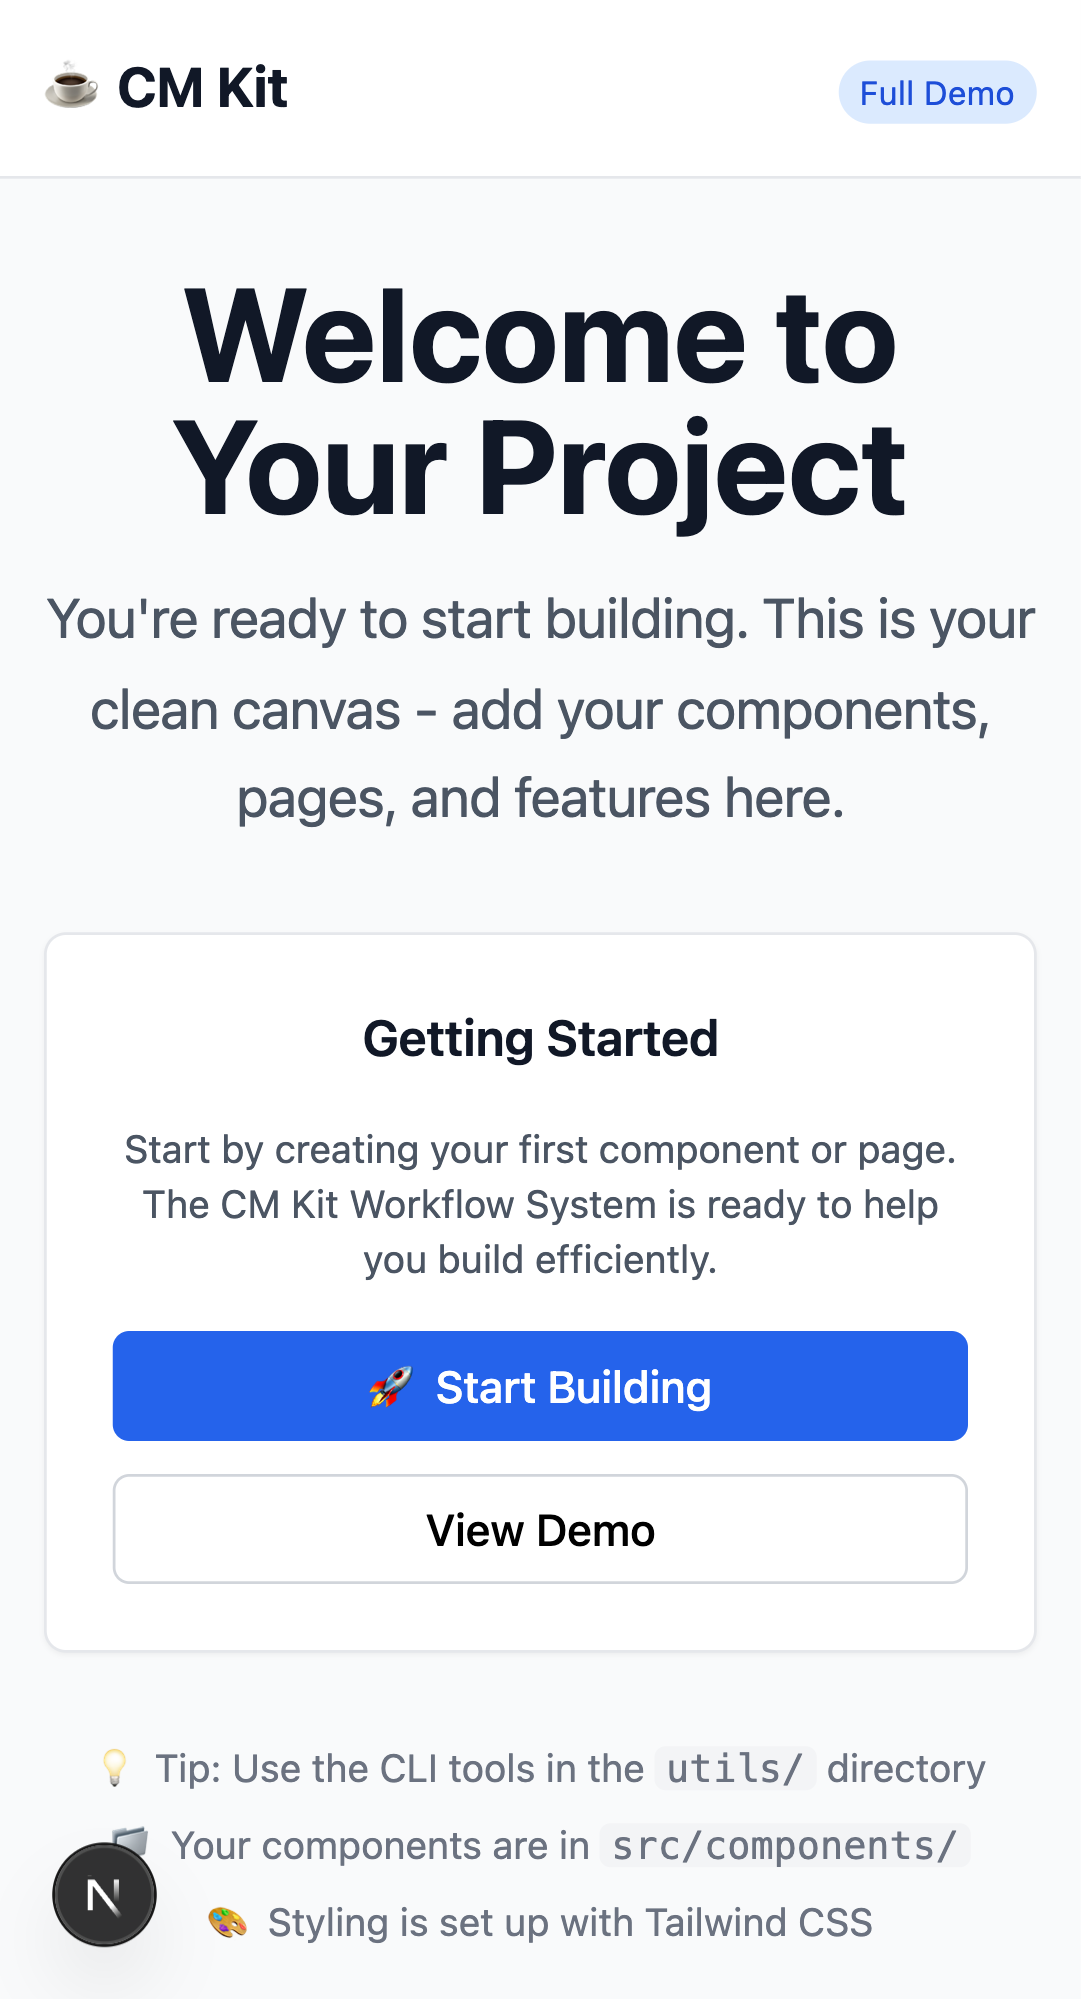 CM Kit
Full Demo
Welcome to
Your Project
You're ready to start building. This is your
clean canvas - add your components,
pages, and features here.
Getting Started
Start by creating your first component or page.
The CM Kit Workflow System is ready to help
you build efficiently.
🚀 Start Building
View Demo
💡 Tip: Use the CLI tools in the utils/ directory
📁 Your components are in src/components/
🎨 Styling is set up with Tailwind CSS
N